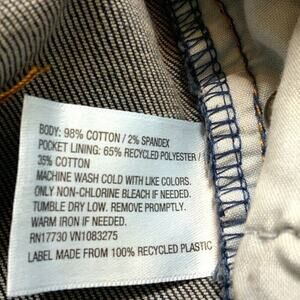 BODY: 98% COTTON / 2% SPANDEX
POCKET LINING: 65% RECYCLED POLYESTER /
35% COTTON
MACHINE WASH COLD WITH LIKE COLORS.
ONLY NON-CHLORINE BLEACH IF NEEDED.
TUMBLE DRY LOW. REMOVE PROMPTLY.
WARM IRON IF NEEDED.
RN17730 VN1083275
LABEL MADE FROM 100% RECYCLED PLASTIC